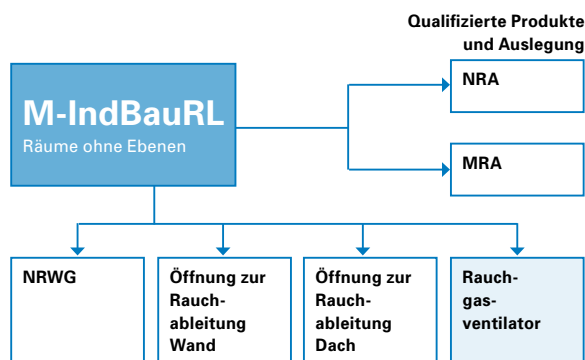 Qualifizierte Produkte
und Auslegung
M-IndBauRL
Räume ohne Ebenen
NRA
MRA
NRWG
Öffnung zur
Rauch-
ableitung
Wand
Öffnung zur
Rauch-
ableitung
Dach
Rauch-
gas-
ventilator